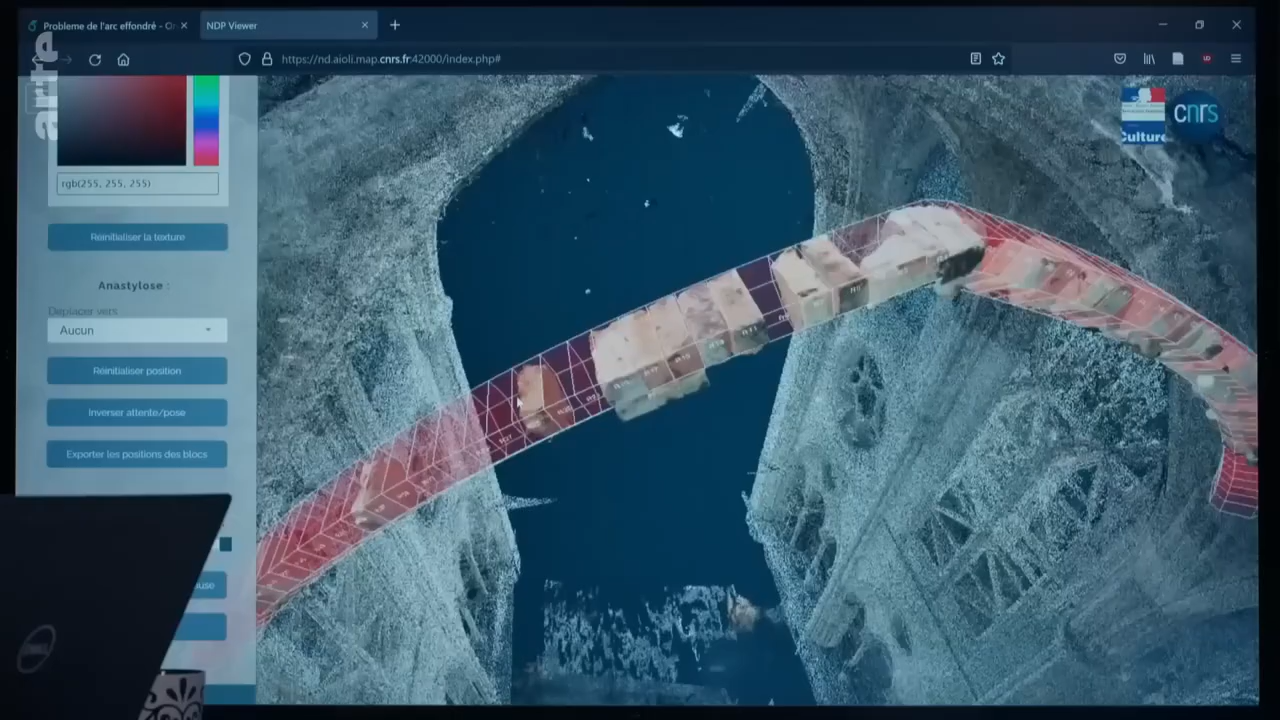 Probleme de l'arc effondré - Or
NDP Viewer
https://nd.aioli.map.cnrs.fr:42000/index.php#
arte
Culture
cnrs
rgb(255, 255, 255)
Réinitialiser la texture
Anastylose :
Déplacer vers
Aucun
Réinitialiser position
Inverser attente/pose
Exporter les positions des blocs
DELL